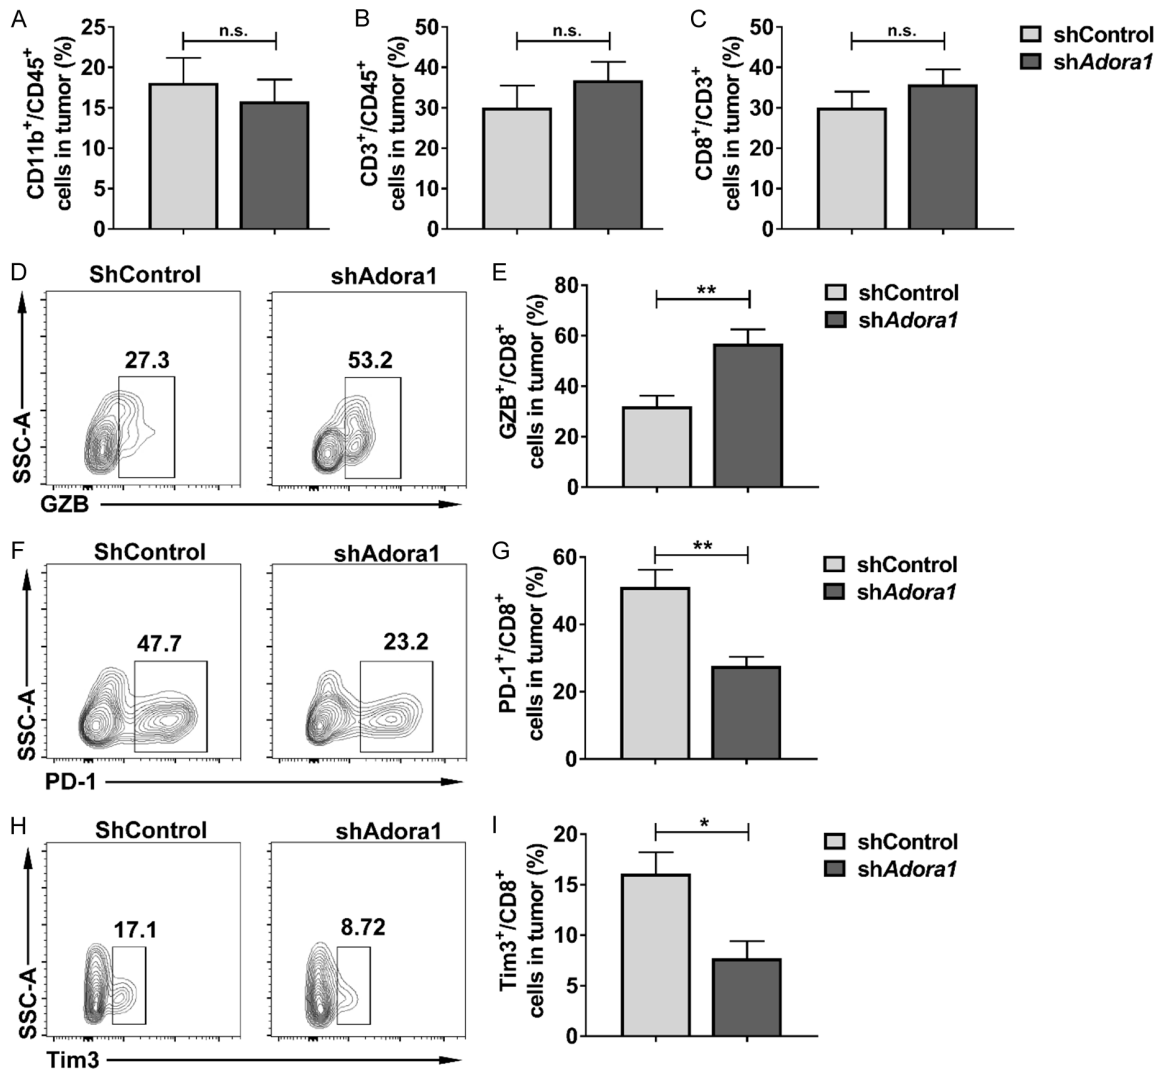 A
CD11b+/CD45+
cells in tumor (%)
25
20
15
10
5
0
n.s.
B
CD3+/CD45+
cells in tumor (%)
50
40
30
20
10
0
n.s.
C
CD8+/CD3+
cells in tumor (%)
50
40
30
20
10
0
n.s.
shControl
shAdora1
D
ShControl
shAdora1
27.3
53.2
SSC-A
GZB
E
GZB+/CD8+
cells in tumor (%)
80
60
40
20
0
**
shControl
shAdora1
F
ShControl
shAdora1
47.7
23.2
SSC-A
PD-1
G
PD-1+/CD8+
cells in tumor (%)
60
40
20
0
**
shControl
shAdora1
H
ShControl
shAdora1
17.1
8.72
SSC-A
Tim3
I
Tim3+/CD8+
cells in tumor (%)
20
15
10
5
0
*
shControl
shAdora1